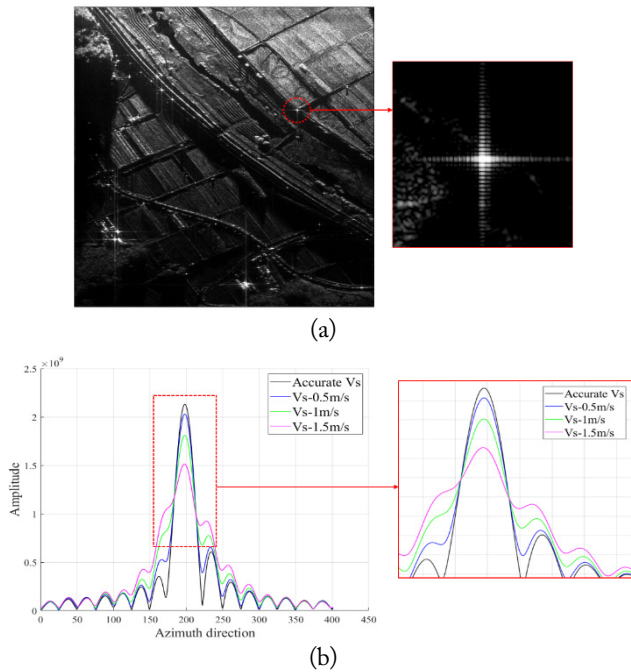 (a)
×10⁹
2.5
2
1.5
1
0.5
0
0 50 100 150 200 250 300 350 400 450
Amplitude
Azimuth direction
Accurate Vs
Vs-0.5m/s
Vs-1m/s
Vs-1.5m/s
Accurate Vs
Vs-0.5m/s
Vs-1m/s
Vs-1.5m/s
(b)